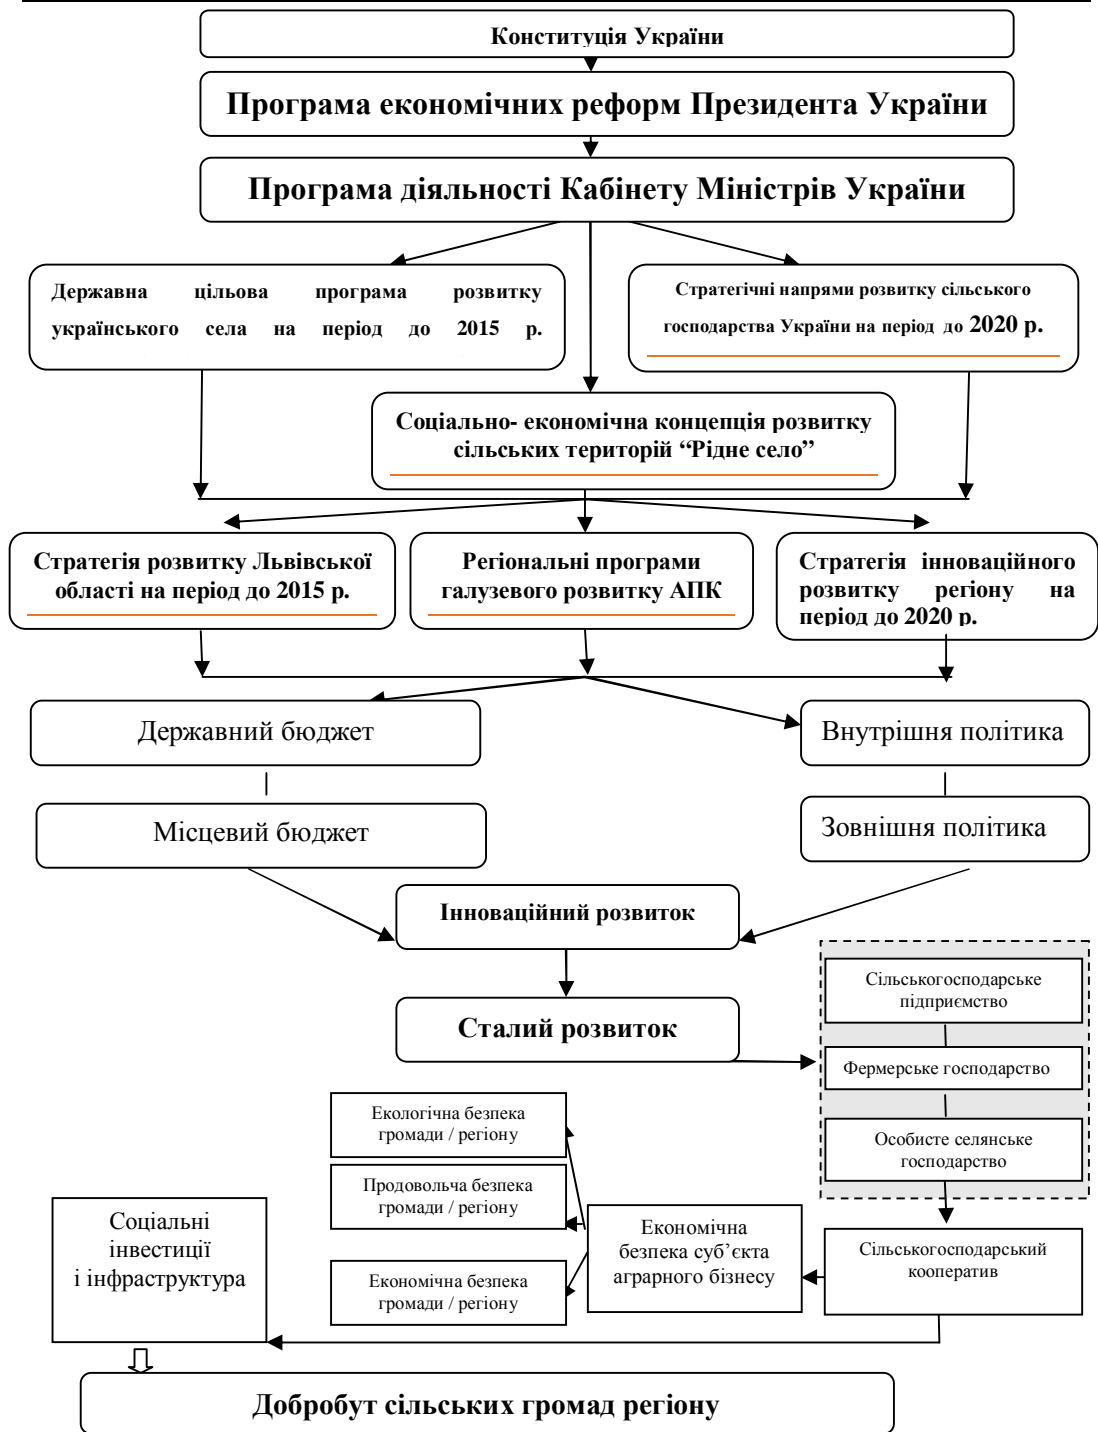 Конституція України
Програма економічних реформ Президента України
Програма діяльності Кабінету Міністрів України
Державна цільова програма розвитку
українського села на період до 2015 р.
Стратегічні напрями розвитку сільського
господарства України на період до 2020 р.
Соціально- економічна концепція розвитку
сільських територій “Рідне село”
Стратегія розвитку Львівської
області на період до 2015 р.
Регіональні програми
галузевого розвитку АПК
Стратегія інноваційного
розвитку регіону на
період до 2020 р.
Державний бюджет
Внутрішня політика
Місцевий бюджет
Зовнішня політика
Інноваційний розвиток
Сталий розвиток
Сільськогосподарське
підприємство
Фермерське господарство
Особисте селянське
господарство
Екологічна безпека
громади / регіону
Продовольча безпека
громади / регіону
Економічна безпека
громади / регіону
Економічна
безпека суб’єкта
аграрного бізнесу
Сільськогосподарський
кооператив
Соціальні
інвестиції
і інфраструктура
Добробут сільських громад регіону